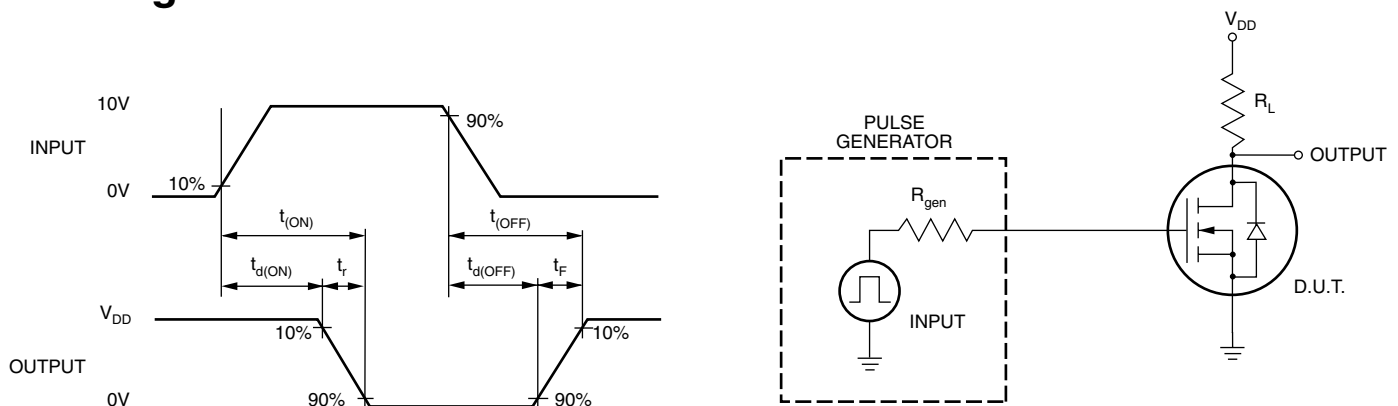 10V
INPUT
0V
10%
90%
t(ON)
t(OFF)
td(ON)
tr
td(OFF)
tF
VDD
10%
10%
OUTPUT
0V
90%
90%
VDD
RL
PULSE
GENERATOR
OUTPUT
Rgen
INPUT
D.U.T.